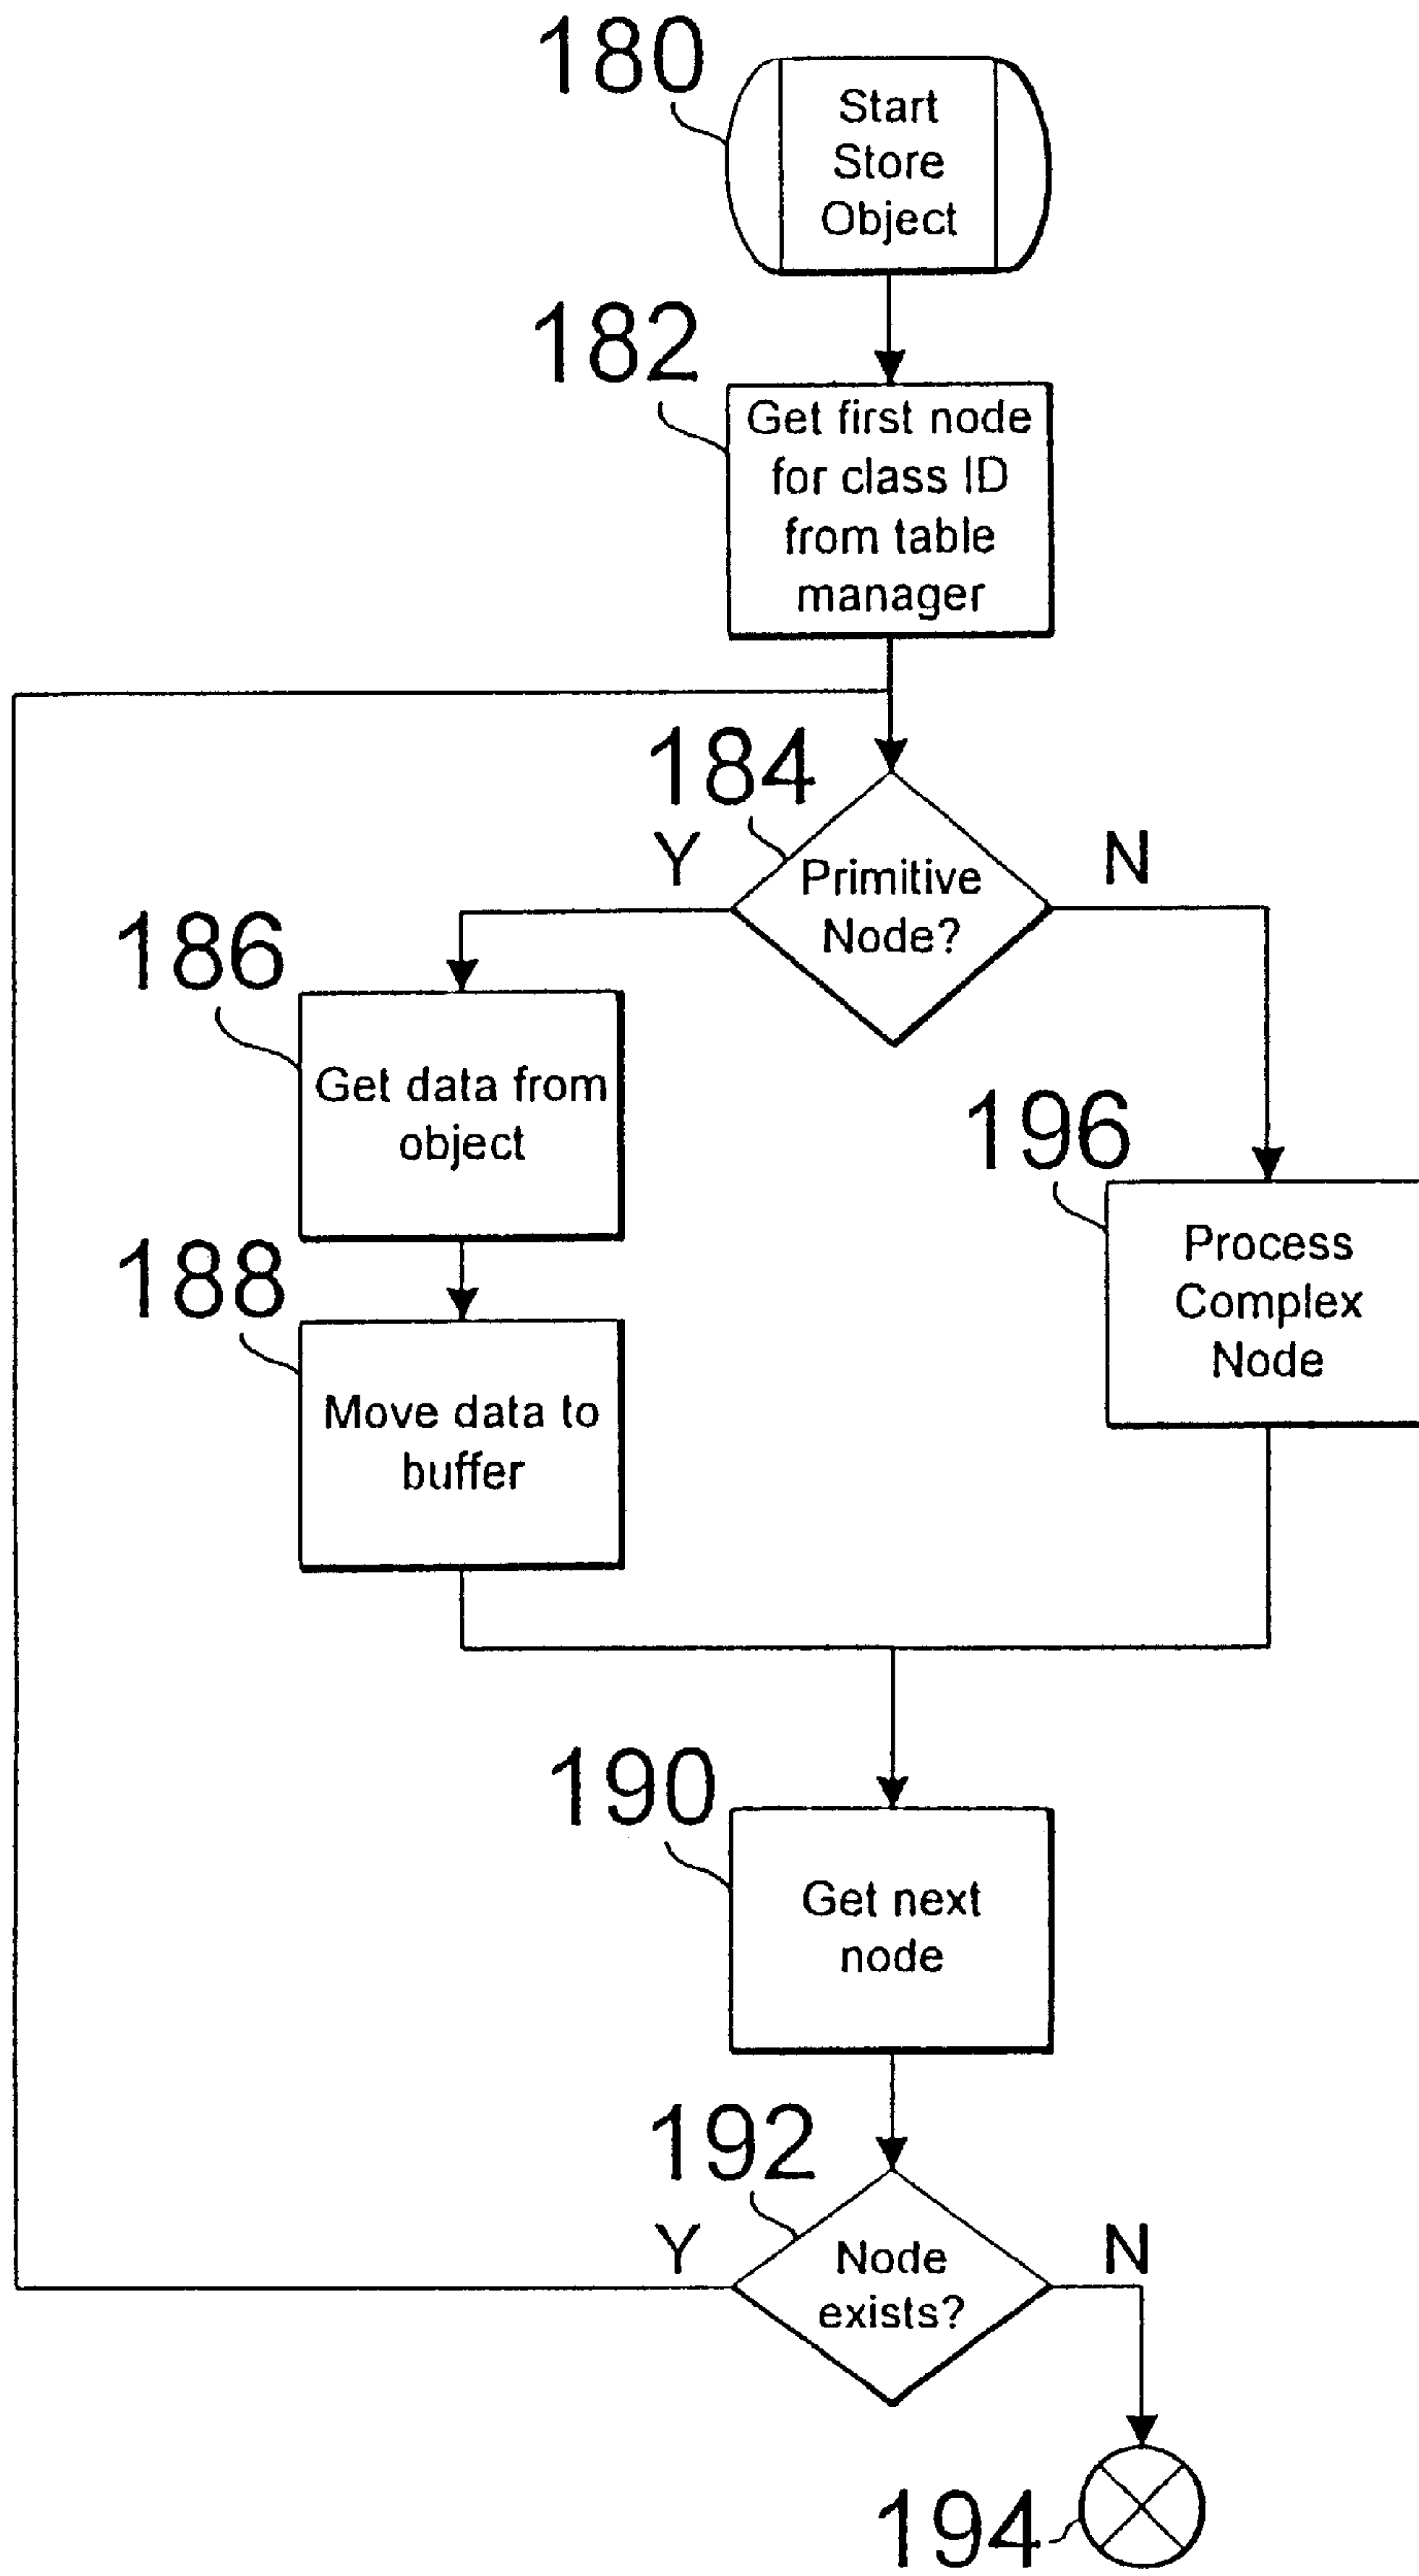 180
Start
Store
Object
182
Get first node
for class ID
from table
manager
184
Y
N
Primitive
Node?
186
Get data from
object
196
Process
Complex
Node
188
Move data to
buffer
190
Get next
node
192
Y
N
Node
exists?
194